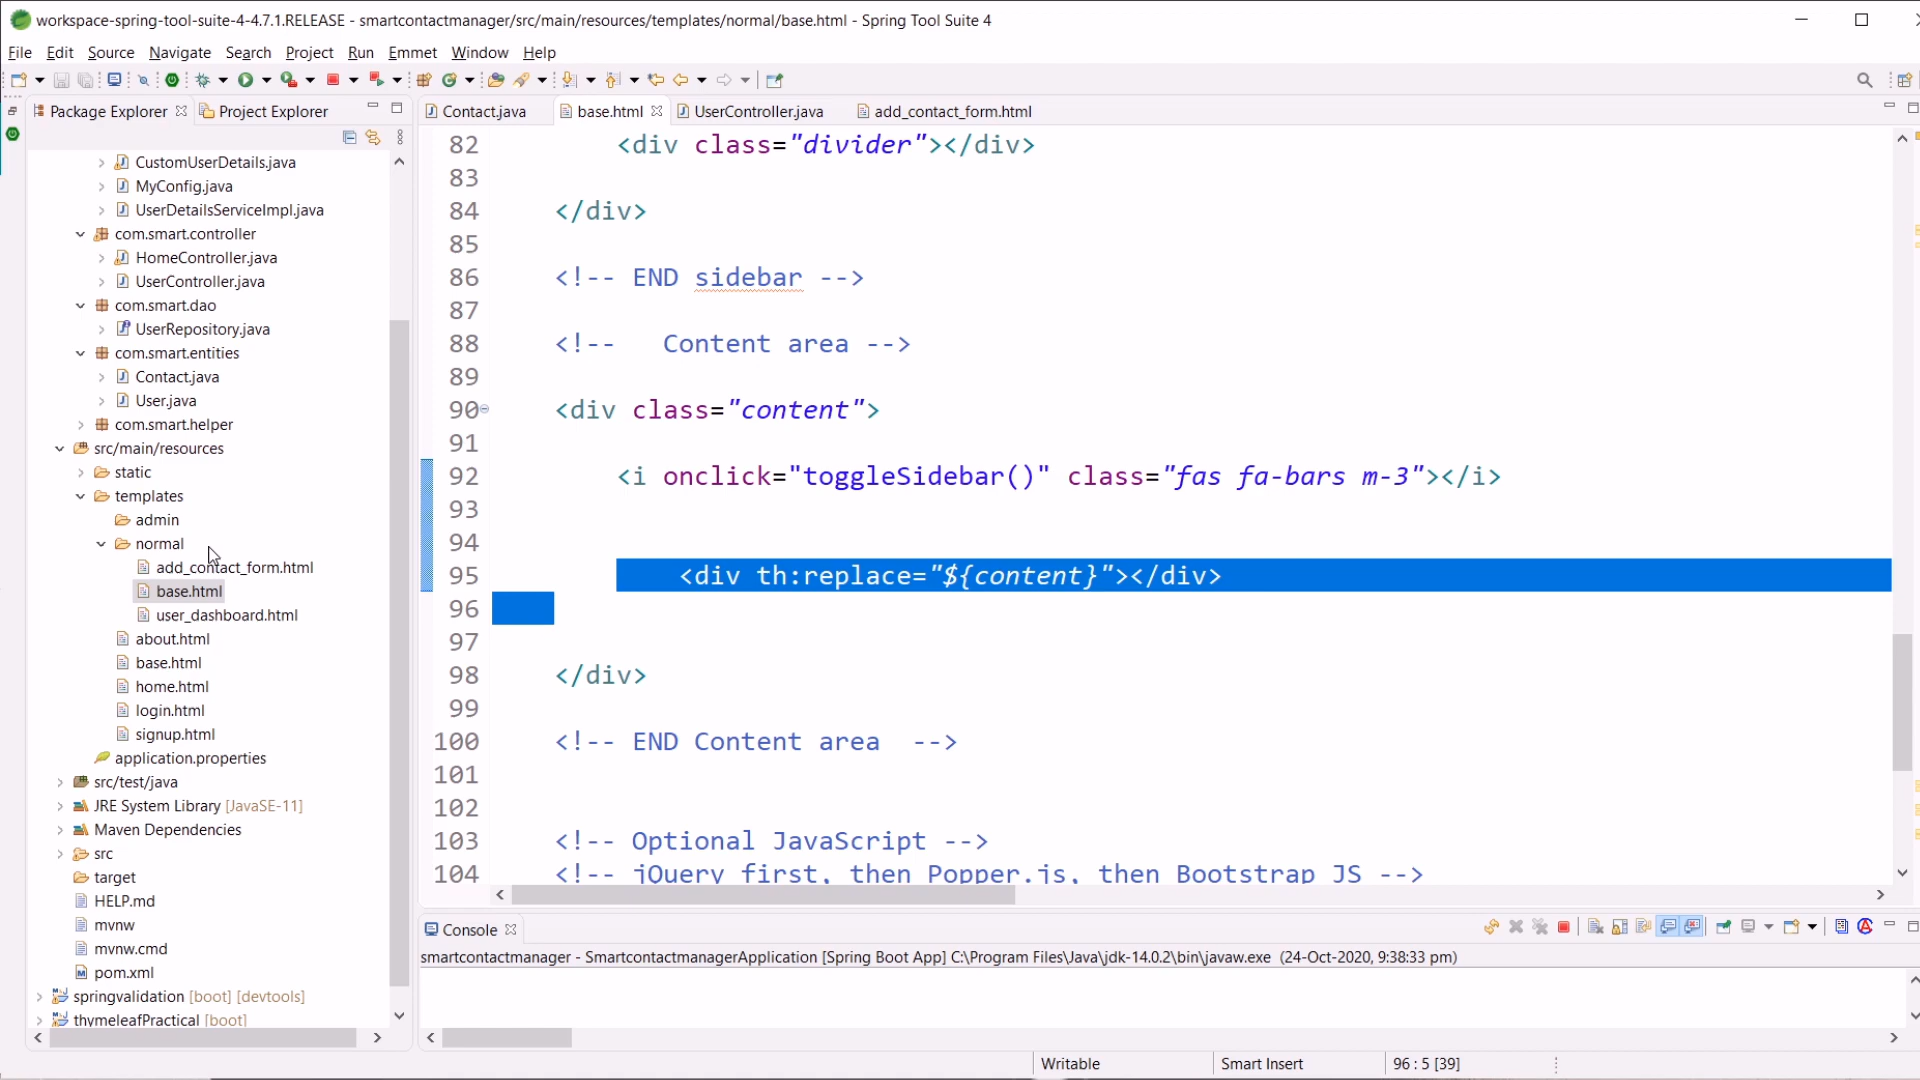 workspace-spring-tool-suite-4-4.7.1.RELEASE - smartcontactmanager/src/main/resources/templates/normal/base.html - Spring Tool Suite 4
File Edit Source Navigate Search Project Run Emmet Window Help
Package Explorer Project Explorer
CustomUserDetails.java
MyConfig.java
UserDetailsServiceImpl.java
com.smart.controller
HomeController.java
UserController.java
com.smart.dao
UserRepository.java
com.smart.entities
Contact.java
User.java
com.smart.helper
src/main/resources
static
templates
admin
normal
add_contact_form.html
base.html
user_dashboard.html
about.html
base.html
home.html
login.html
signup.html
application.properties
src/test/java
JRE System Library [JavaSE-11]
Maven Dependencies
src
target
HELP.md
mvnw
mvnw.cmd
pom.xml
springvalidation [boot] [devtools]
thymeleafPractical [boot]
Contact.java base.html UserController.java add_contact_form.html
82 <div class="divider"></div>
83
84 </div>
85
86 <!-- END sidebar -->
87
88 <!-- Content area -->
89
90 <div class="content">
91
92 <i onclick="toggleSidebar()" class="fas fa-bars m-3"></i>
93
94
95 <div th:replace="${content}"></div>
96
97
98 </div>
99
100 <!-- END Content area -->
101
102
103 <!-- Optional JavaScript -->
104 <!-- jQuery first, then Popper.js, then Bootstrap JS -->
Console
smartcontactmanager - SmartcontactmanagerApplication [Spring Boot App] C:\Program Files\Java\jdk-14.0.2\bin\javaw.exe (24-Oct-2020, 9:38:33 pm)
Writable Smart Insert 96 : 5 [39]